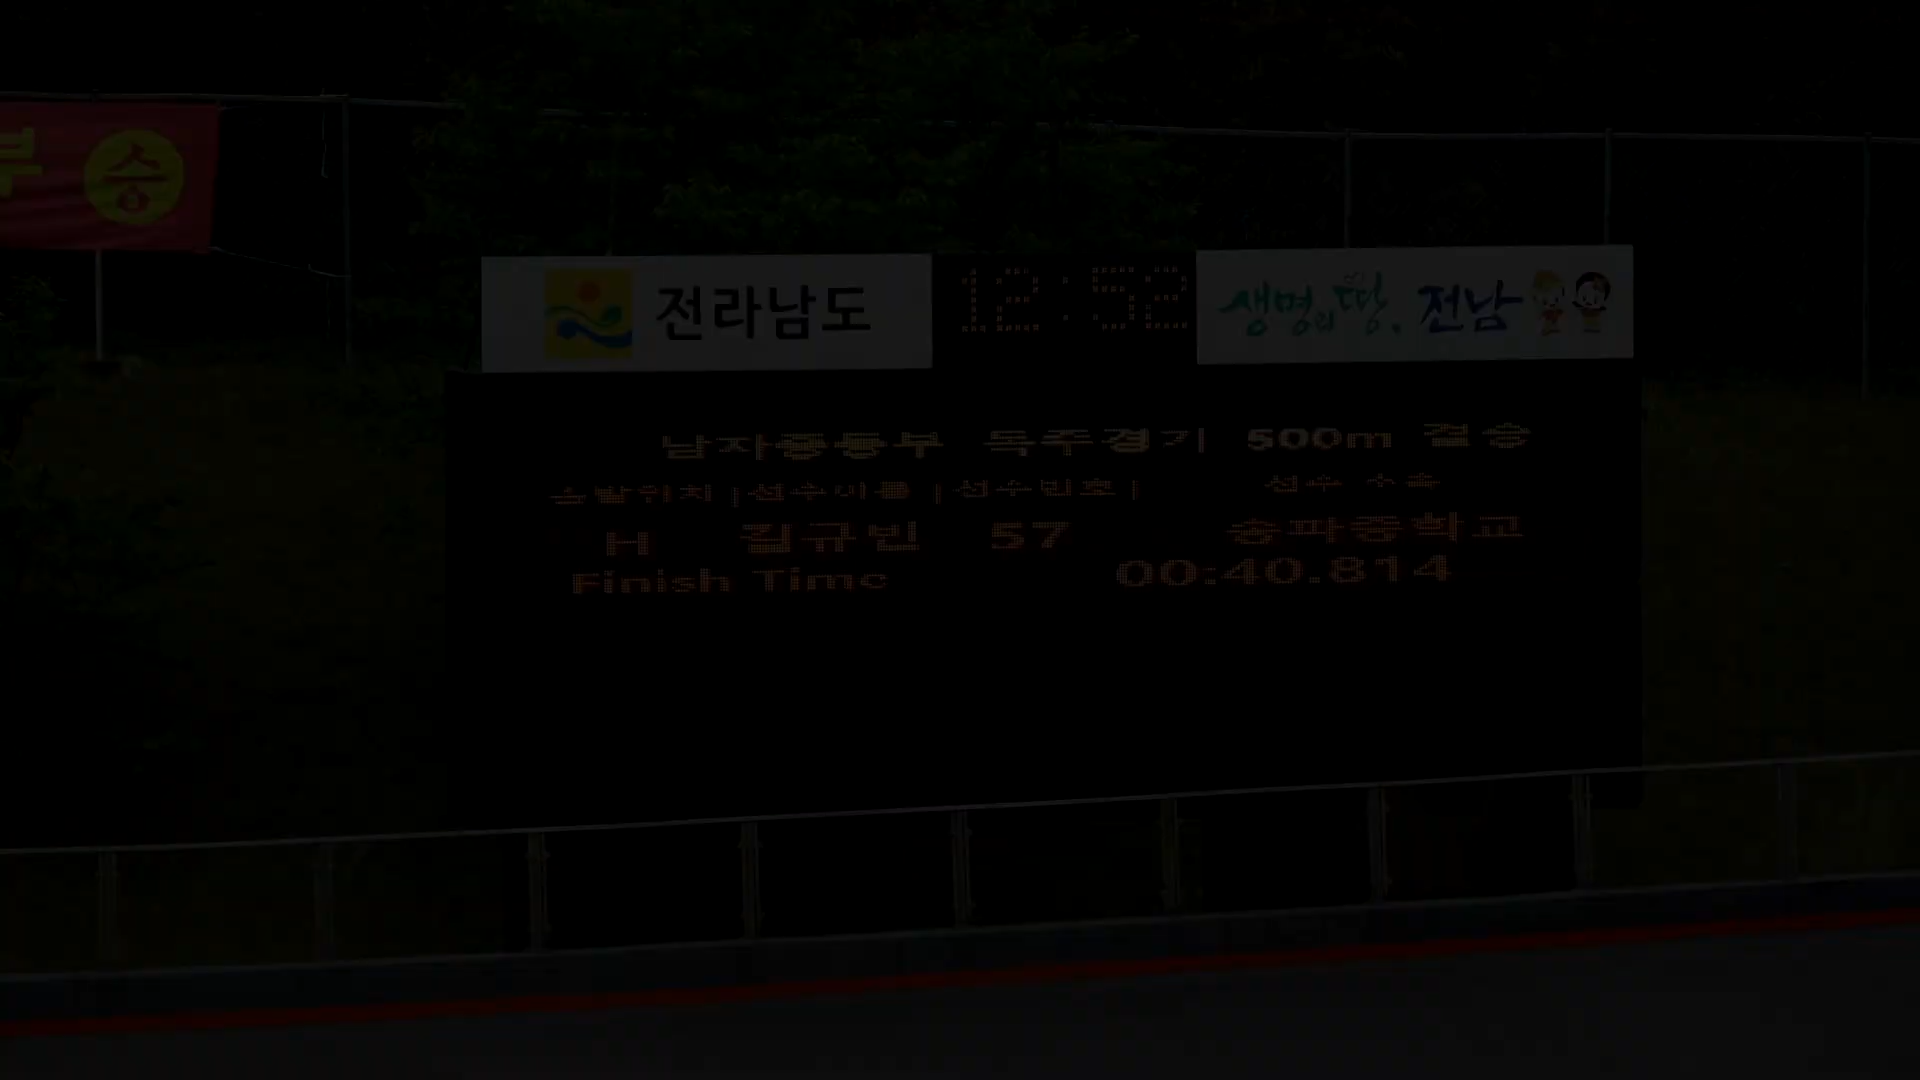 부 승
전라남도
12:52
생명의 땅. 전남
남자중등부 독주경기 500m 결승
출발위치 | 선수이름 | 선수번호 | 선수 소속
H 김규빈 57 송파중학교
Finish Time 00:40.814